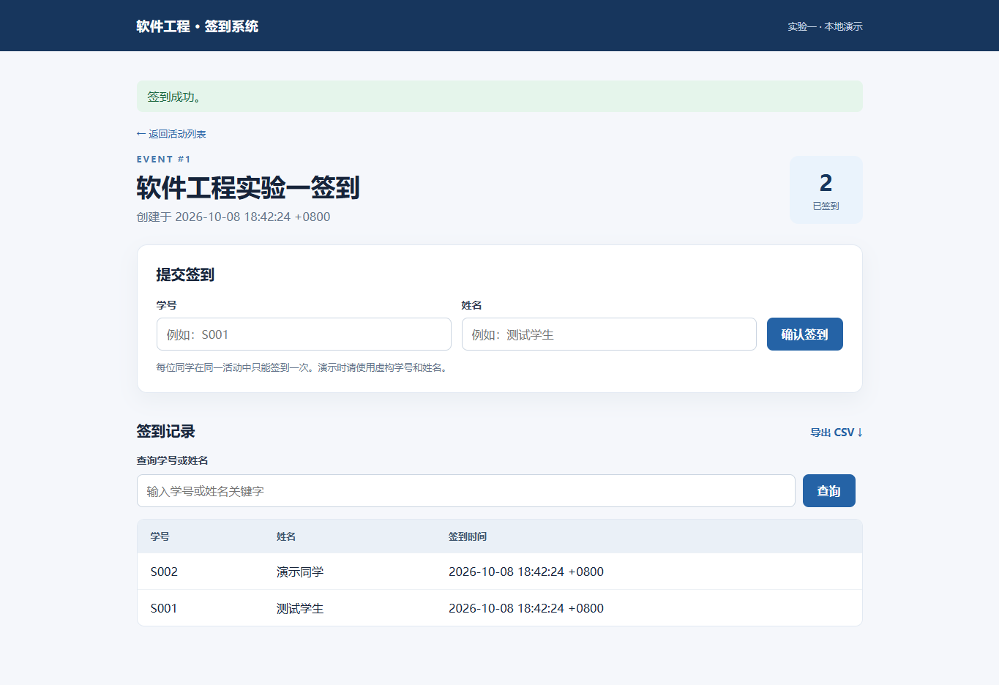 软件工程 · 签到系统
实验一 · 本地演示
签到成功。
← 返回活动列表
EVENT #1
软件工程实验一签到
创建于 2026-10-08 18:42:24 +0800
2
已签到
提交签到
学号
姓名
例如：S001
例如：测试学生
确认签到
每位同学在同一活动中只能签到一次。演示时请使用虚构学号和姓名。
签到记录
导出 CSV ↓
查询学号或姓名
输入学号或姓名关键字
查询
学号 姓名 签到时间
S002 演示同学 2026-10-08 18:42:24 +0800
S001 测试学生 2026-10-08 18:42:24 +0800